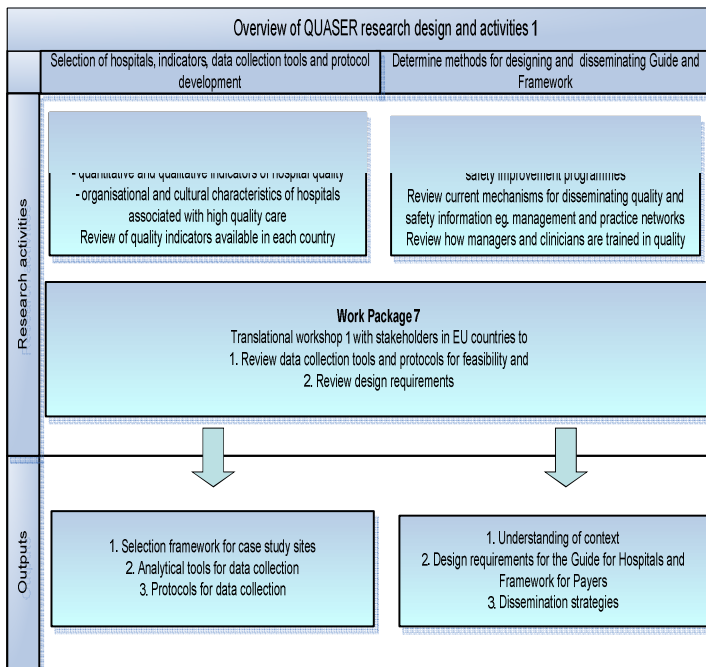 Overview of QUASER research design and activities 1
Selection of hospitals, indicators, data collection tools and protocol
development
Determine methods for designing and disseminating Guide and
Framework
Research activities
- quantitative and qualitative indicators of hospital quality
- organisational and cultural characteristics of hospitals
associated with high quality care
Review of quality indicators available in each country
safety improvement programmes
Review current mechanisms for disseminating quality and
safety information eg. management and practice networks
Review how managers and clinicians are trained in quality
Work Package 7
Translational workshop 1 with stakeholders in EU countries to
1. Review data collection tools and protocols for feasibility and
2. Review design requirements
Outputs
1. Selection framework for case study sites
2. Analytical tools for data collection
3. Protocols for data collection
1. Understanding of context
2. Design requirements for the Guide for Hospitals and
Framework for Payers
3. Dissemination strategies